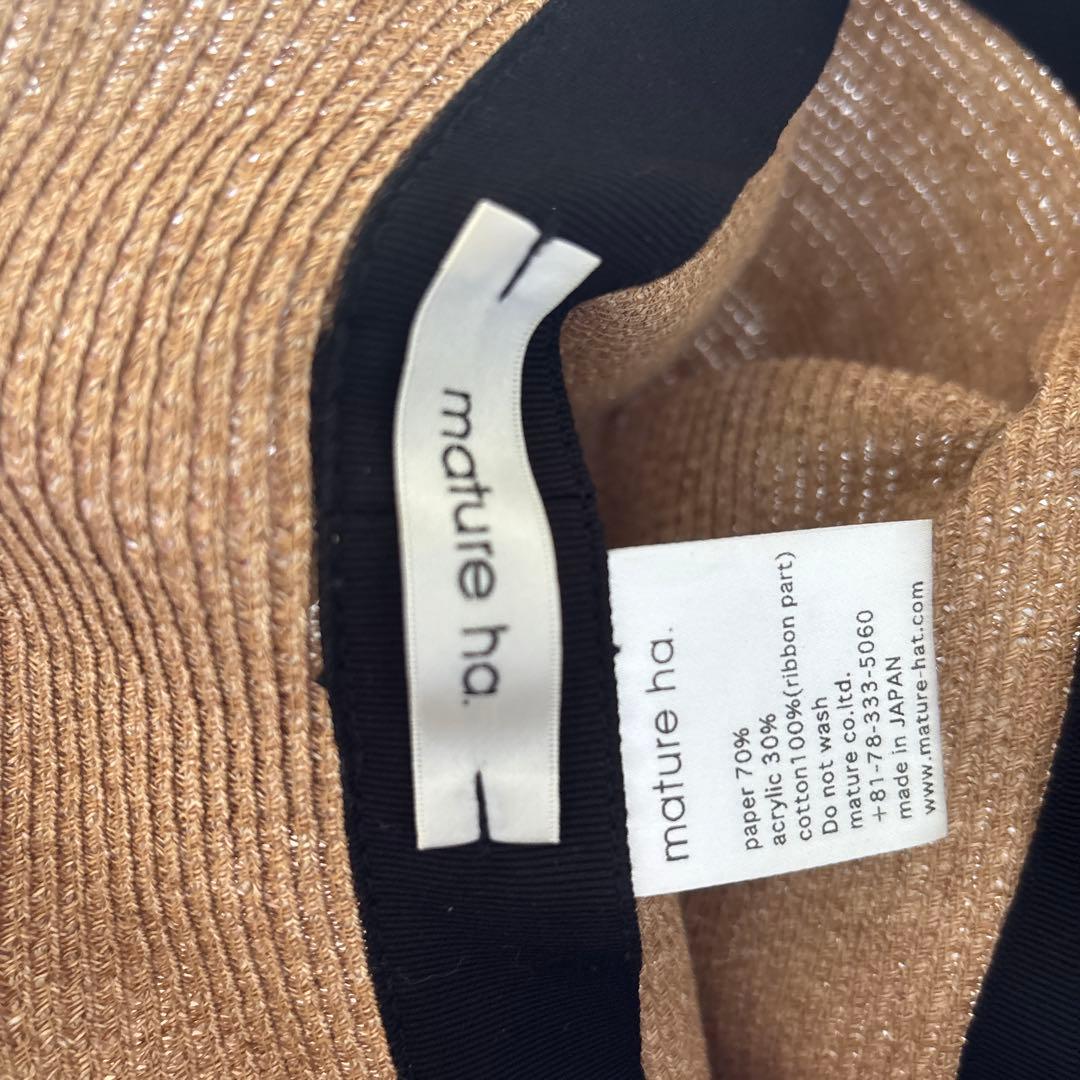 mature ha.
mature ha.
paper 70%
acrylic 30%
cotton100%(ribbon part)
Do not wash
mature co.ltd.
+81-78-333-5060
made in JAPAN
www.mature-hat.com